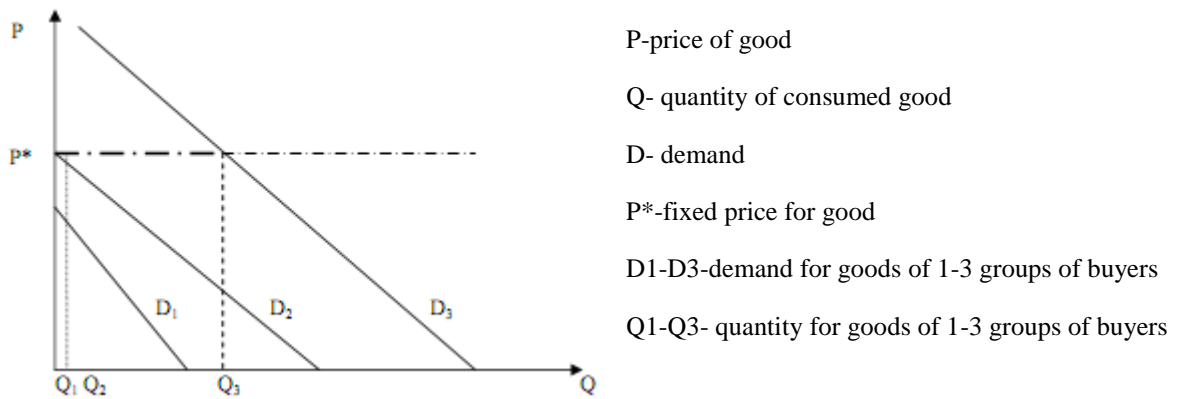 P
P*
D₁
D₂
D₃
Q₁ Q₂
Q₃
Q
P-price of good
Q- quantity of consumed good
D- demand
P*-fixed price for good
D1-D3-demand for goods of 1-3 groups of buyers
Q1-Q3- quantity for goods of 1-3 groups of buyers